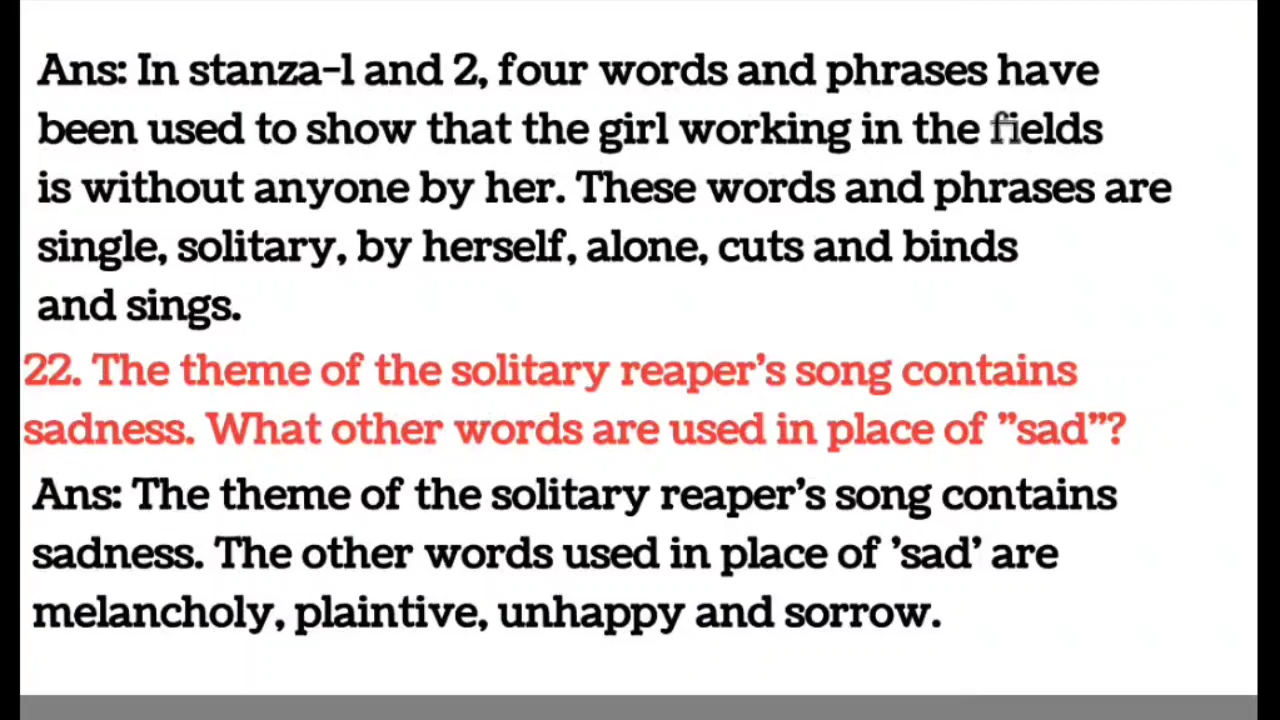 Ans: In stanza-1 and 2, four words and phrases have
been used to show that the girl working in the fields
is without anyone by her. These words and phrases are
single, solitary, by herself, alone, cuts and binds
and sings.
22. The theme of the solitary reaper's song contains
sadness. What other words are used in place of "sad"?
Ans: The theme of the solitary reaper's song contains
sadness. The other words used in place of 'sad' are
melancholy, plaintive, unhappy and sorrow.